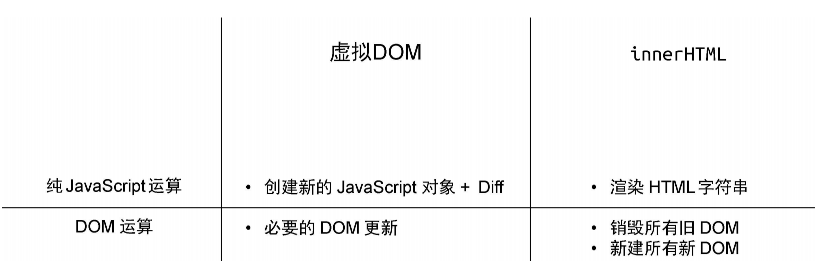 虚拟DOM
innerHTML
纯 JavaScript 运算
• 创建新的 JavaScript 对象 + Diff
• 渲染 HTML 字符串
DOM 运算
• 必要的 DOM 更新
• 销毁所有旧 DOM
• 新建所有新 DOM